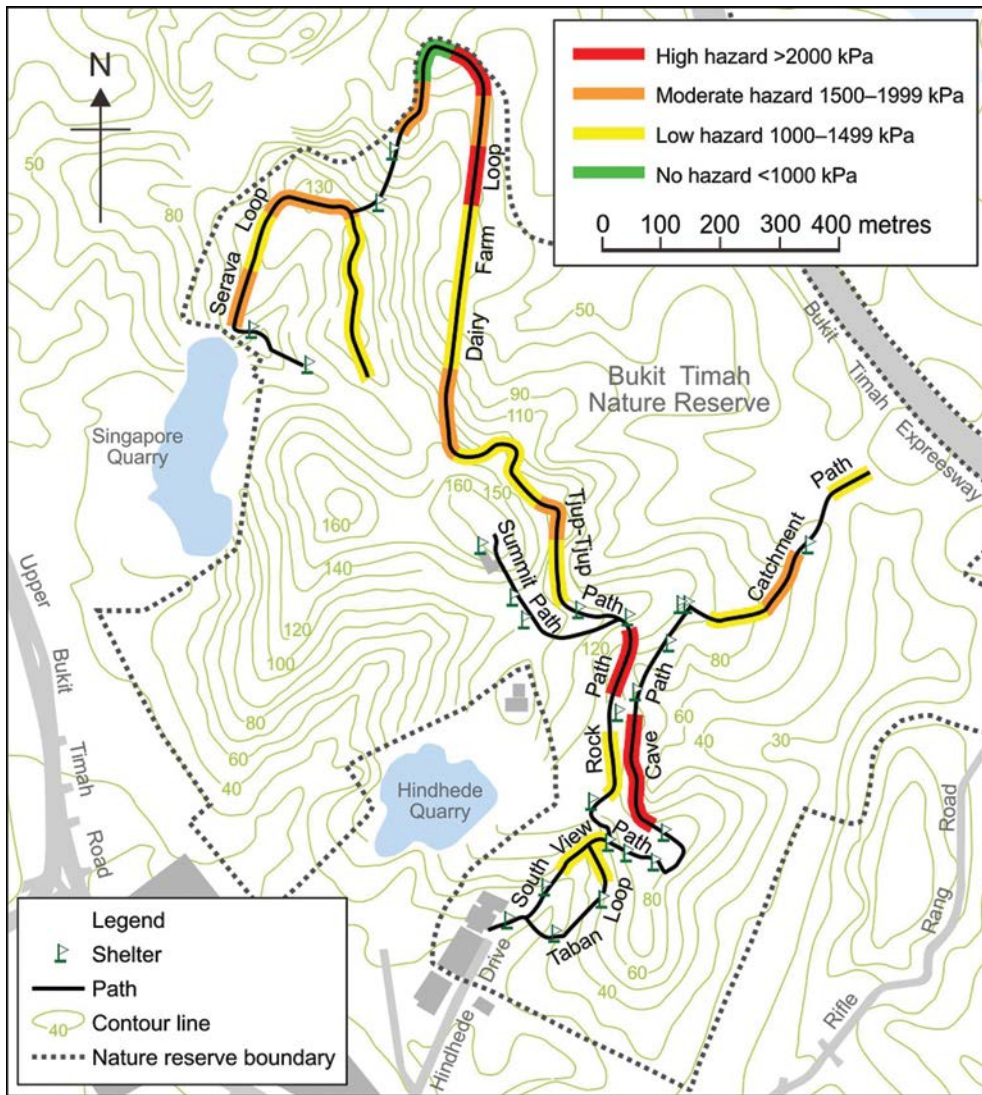 N
High hazard >2000 kPa
Moderate hazard 1500–1999 kPa
Low hazard 1000–1499 kPa
No hazard <1000 kPa
0 100 200 300 400 metres
50
80
130
Serava Loop
Dairy Farm Loop
50
Bukit Timah Expreesway
Bukit Timah
Nature Reserve
90
110
Singapore
Quarry
160
150
160
140
120
100
80
60
40
Tjup-Tjup Path
Summit Path
Catchment Path
120
80
60
40
30
Rock Path
Cave Path
Upper Bukit Timah Road
Hindhede
Quarry
South View Path
Taban Loop
80
60
40
Hindhede Drive
Rifle Rang Road
Legend
Shelter
Path
40 Contour line
Nature reserve boundary